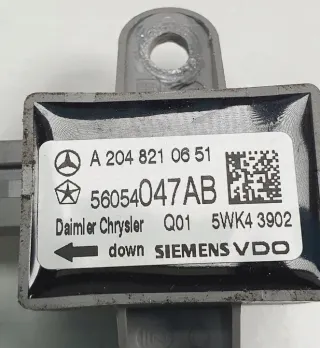 A 204 821 06 51
56054047AB
Daimler Chrysler Q01 5WK4 3902
down SIEMENS VDO